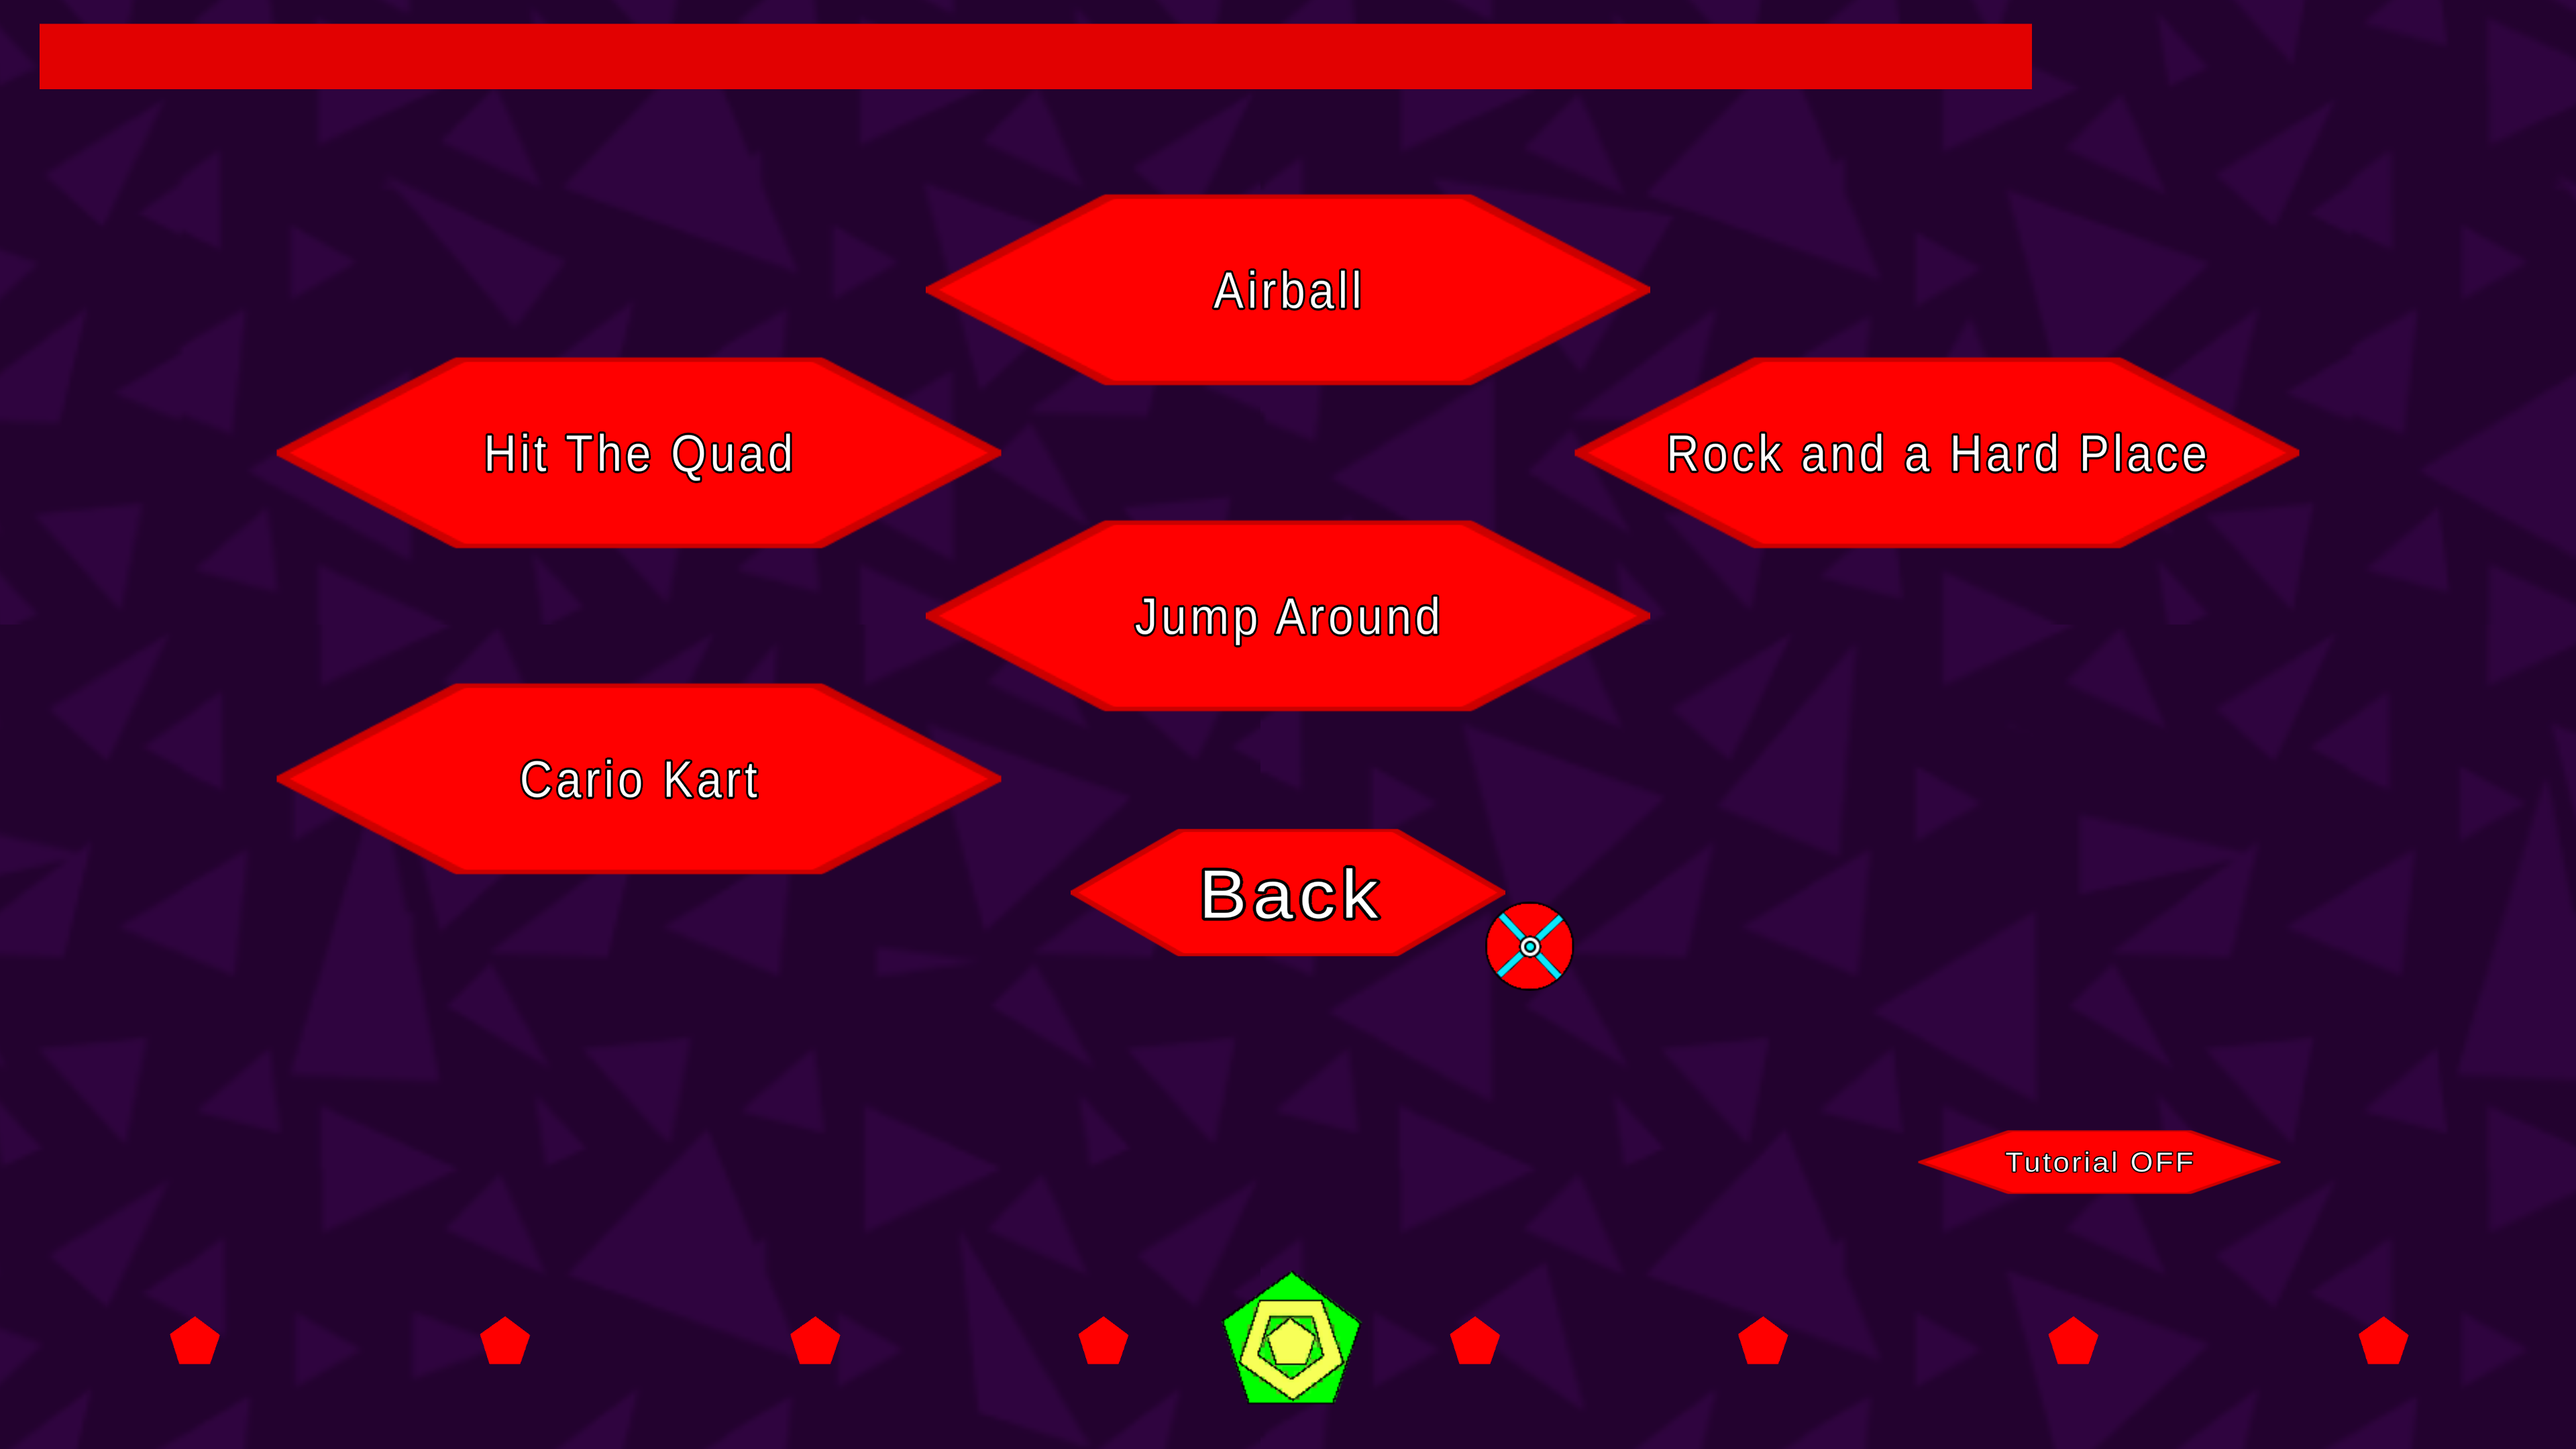 Airball
Hit The Quad
Rock and a Hard Place
Jump Around
Cario Kart
Back
Tutorial OFF